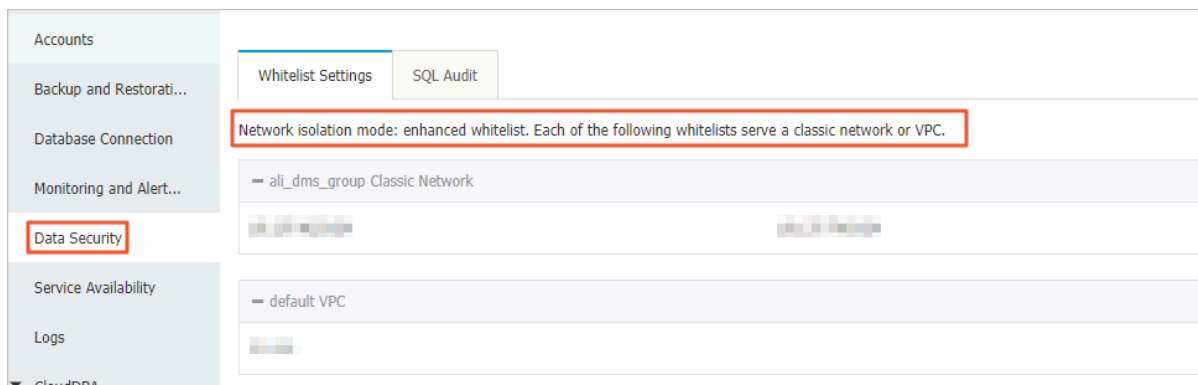 Accounts
Backup and Restorati...
Database Connection
Monitoring and Alert...
Data Security
Service Availability
Logs
CloudDBA
Whitelist Settings
SQL Audit
Network isolation mode: enhanced whitelist. Each of the following whitelists serve a classic network or VPC.
ali_dms_group Classic Network
default VPC